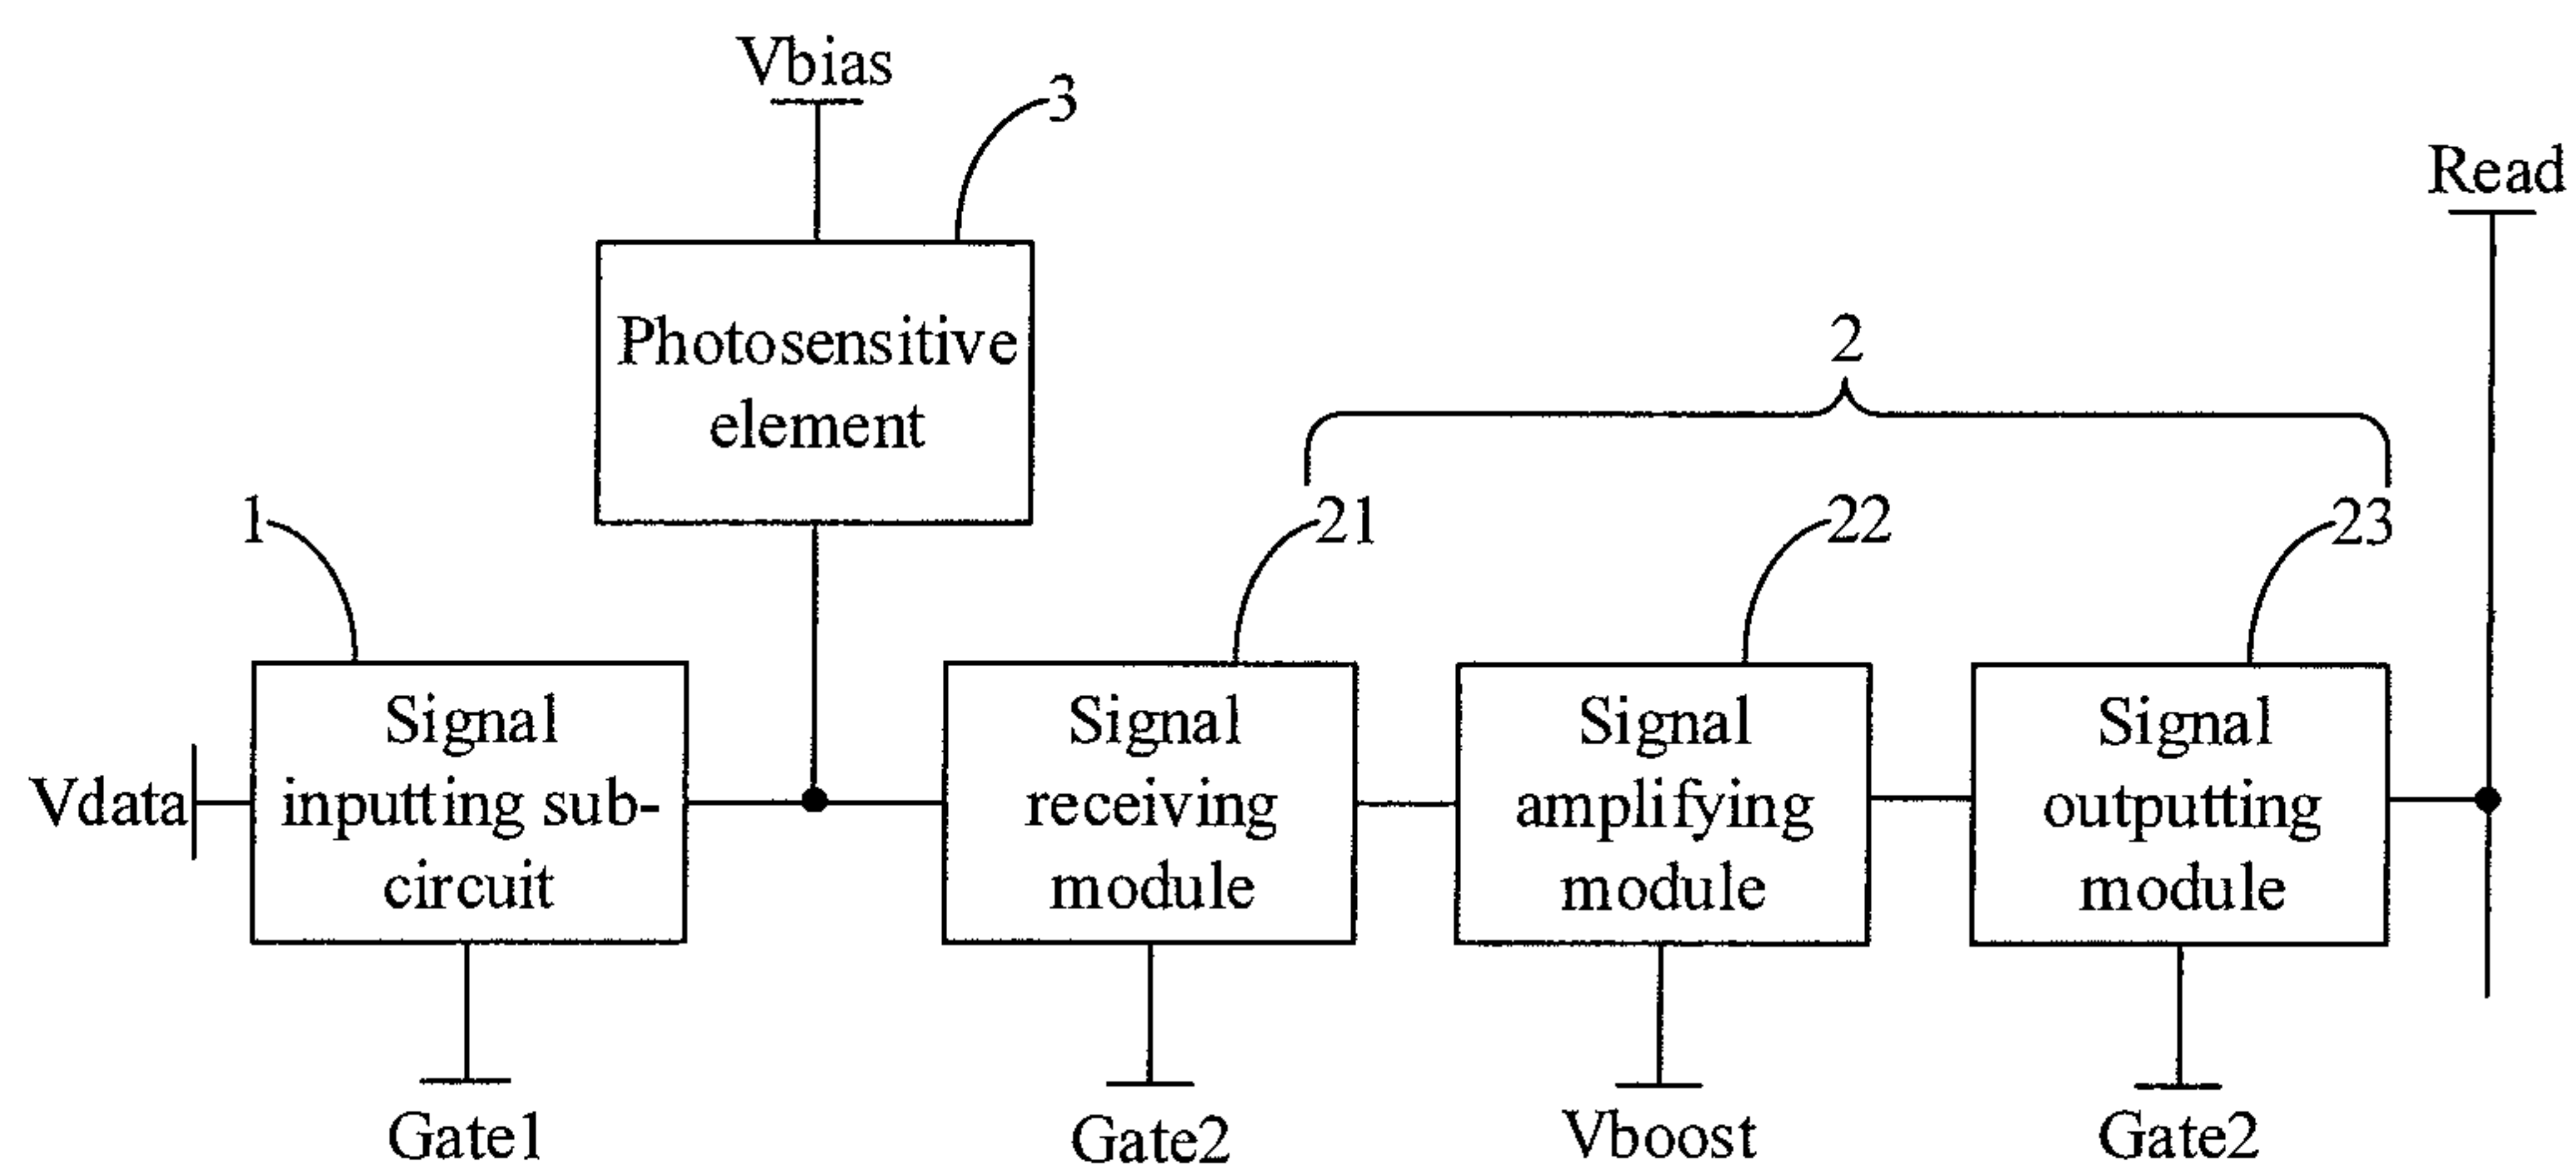 Vbias
3
Read
Photosensitive
element
2
1
21
22
23
Vdata
Signal
inputting sub-
circuit
Signal
receiving
module
Signal
amplifying
module
Signal
outputting
module
Gate1
Gate2
Vboost
Gate2